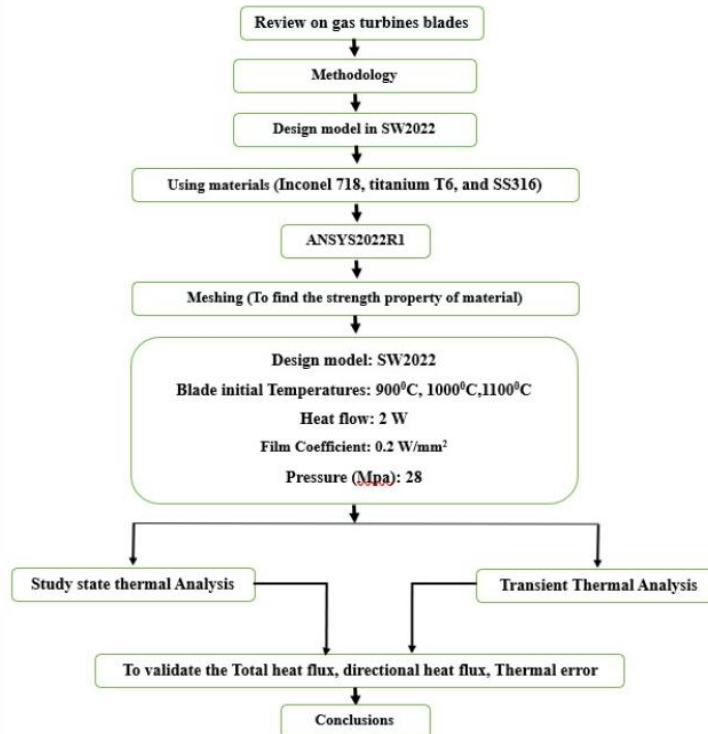 Review on gas turbines blades
Methodology
Design model in SW2022
Using materials (Inconel 718, titanium T6, and SS316)
ANSYS2022R1
Meshing (To find the strength property of material)
Design model: SW2022
Blade initial Temperatures: 900⁰C, 1000⁰C,1100⁰C
Heat flow: 2 W
Film Coefficient: 0.2 W/mm²
Pressure (Mpa): 28
Study state thermal Analysis
Transient Thermal Analysis
To validate the Total heat flux, directional heat flux, Thermal error
Conclusions